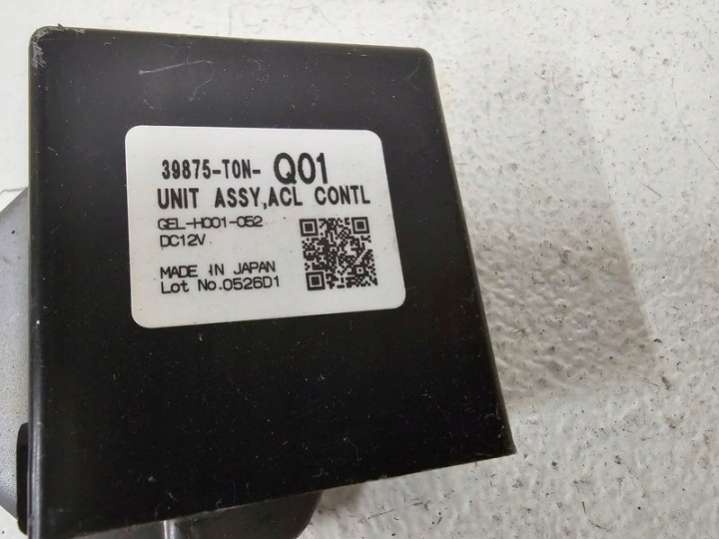 39875-T0N- Q01
UNIT ASSY,ACL CONTL
GEL-H001-052
DC12V
MADE IN JAPAN
Lot No.0526D1